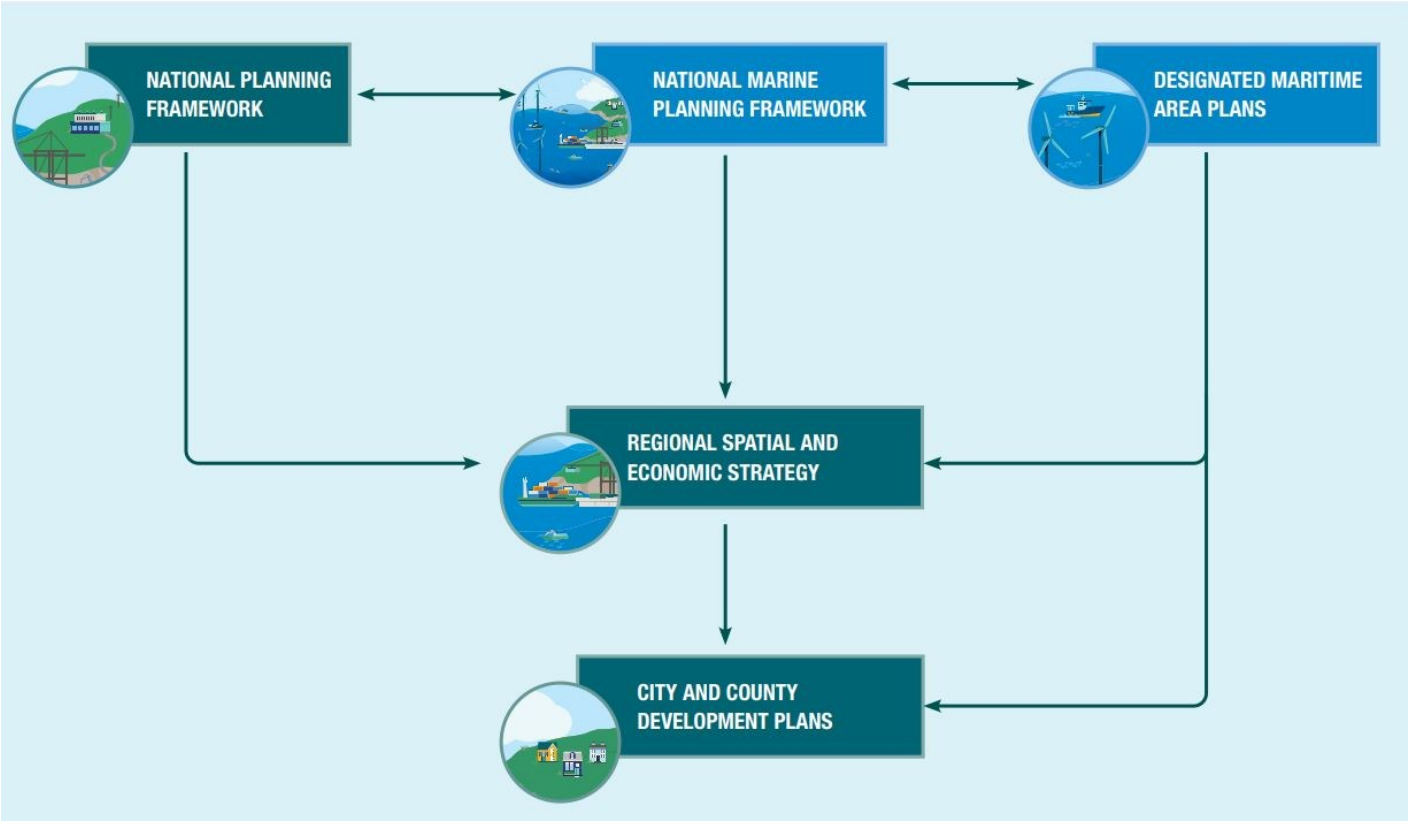 NATIONAL PLANNING
FRAMEWORK
NATIONAL MARINE
PLANNING FRAMEWORK
DESIGNATED MARITIME
AREA PLANS
REGIONAL SPATIAL AND
ECONOMIC STRATEGY
CITY AND COUNTY
DEVELOPMENT PLANS